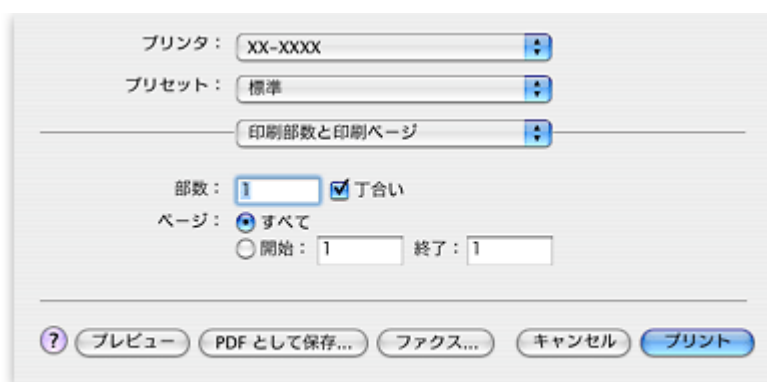 プリンタ： XX-XXXX
プリセット： 標準
印刷部数と印刷ページ
部数： 1 丁合い
ページ： すべて
開始： 1 終了： 1
? プレビュー PDF として保存... ファクス... キャンセル プリント